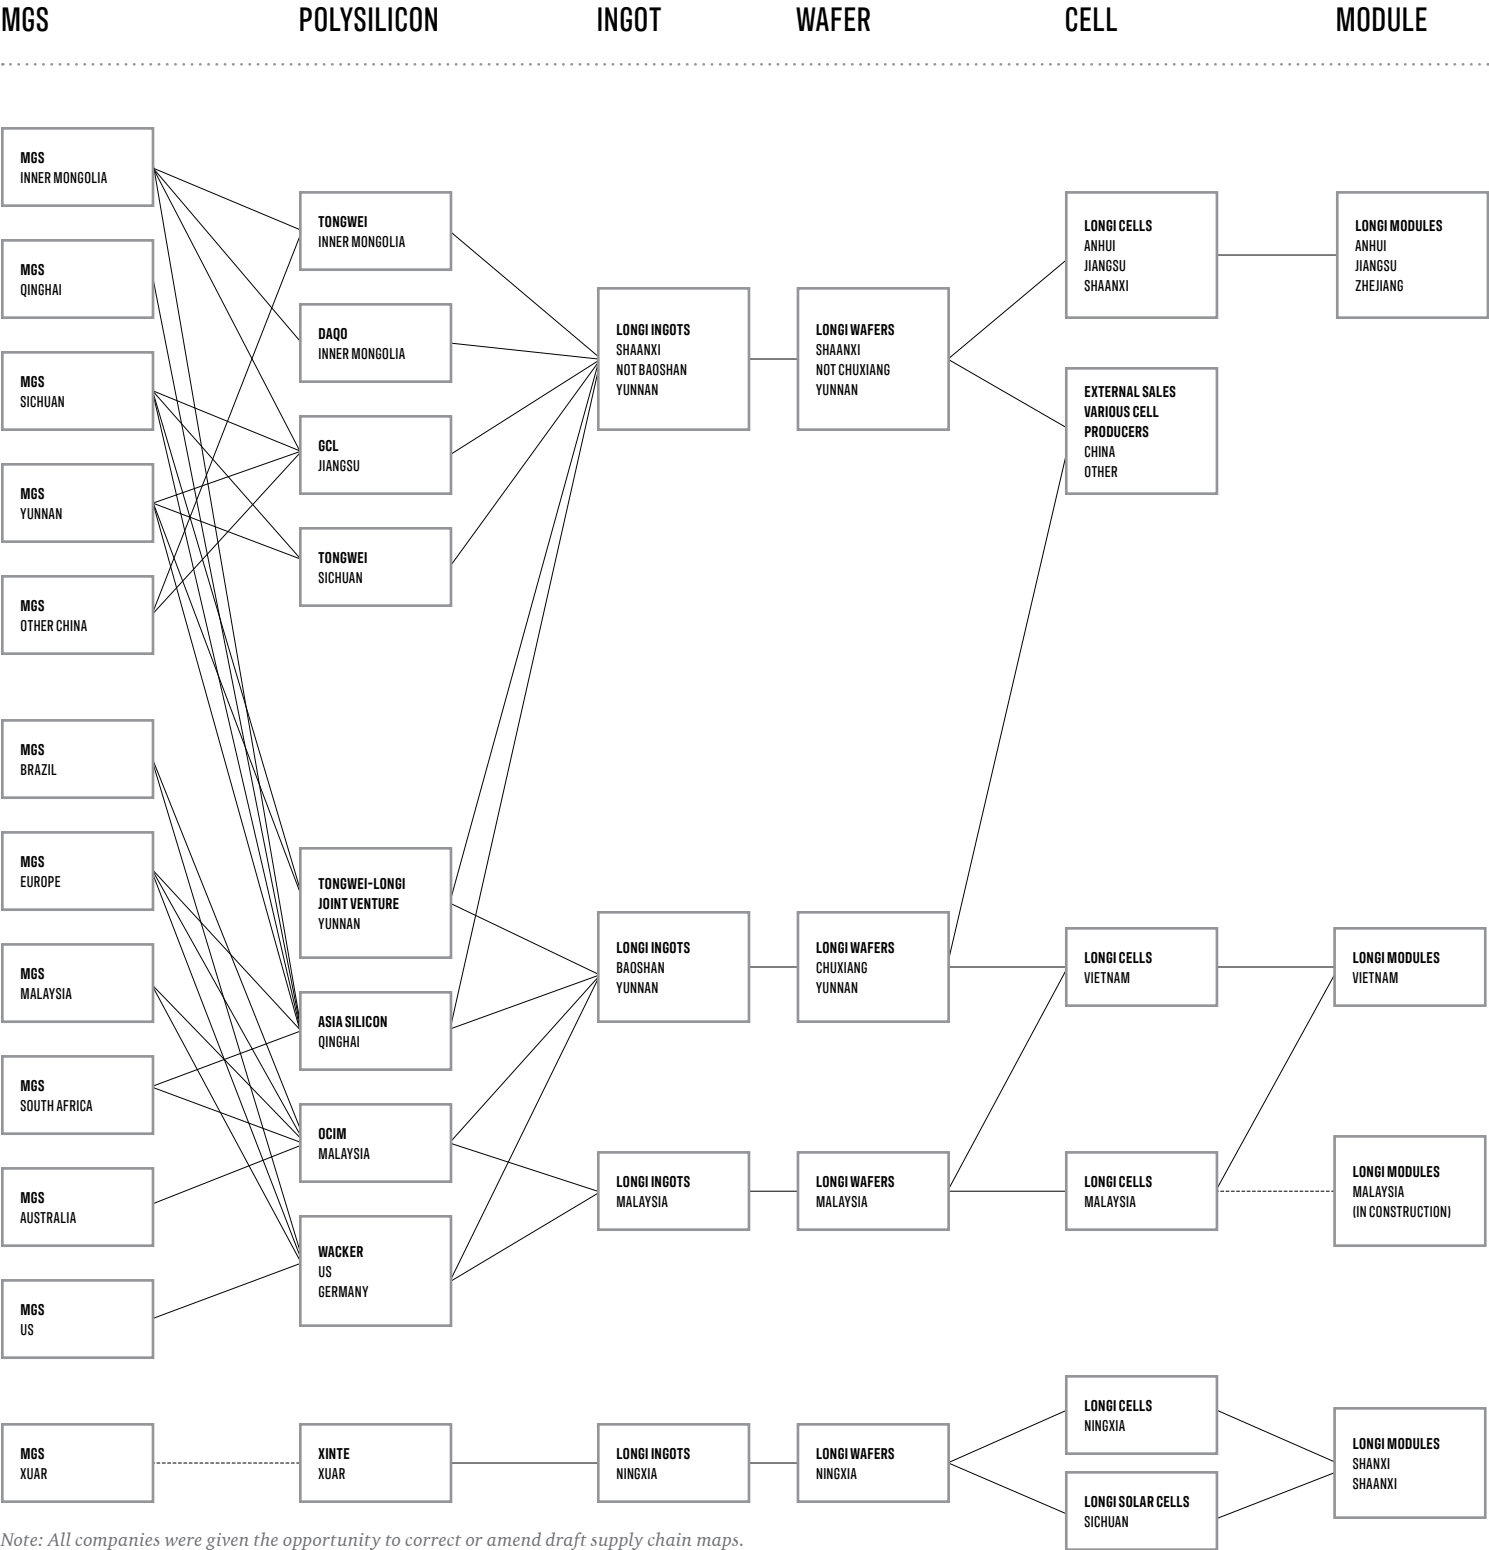 MGS
POLYSILICON
INGOT
WAFER
CELL
MODULE
MGS
INNER MONGOLIA
MGS
QINGHAI
MGS
SICHUAN
MGS
YUNNAN
MGS
OTHER CHINA
MGS
BRAZIL
MGS
EUROPE
MGS
MALAYSIA
MGS
SOUTH AFRICA
MGS
AUSTRALIA
MGS
US
MGS
XUAR
TONGWEI
INNER MONGOLIA
DAQO
INNER MONGOLIA
GCL
JIANGSU
TONGWEI
SICHUAN
TONGWEI-LONGI
JOINT VENTURE
YUNNAN
ASIA SILICON
QINGHAI
OCIM
MALAYSIA
WACKER
US
GERMANY
XINTE
XUAR
LONGI INGOTS
SHAANXI
NOT BAOSHAN
YUNNAN
LONGI INGOTS
BAOSHAN
YUNNAN
LONGI INGOTS
MALAYSIA
LONGI INGOTS
NINGXIA
LONGI WAFERS
SHAANXI
NOT CHUXIANG
YUNNAN
LONGI WAFERS
CHUXIANG
YUNNAN
LONGI WAFERS
MALAYSIA
LONGI WAFERS
NINGXIA
LONGI CELLS
ANHUI
JIANGSU
SHAANXI
EXTERNAL SALES
VARIOUS CELL
PRODUCERS
CHINA
OTHER
LONGI CELLS
VIETNAM
LONGI CELLS
MALAYSIA
LONGI CELLS
NINGXIA
LONGI SOLAR CELLS
SICHUAN
LONGI MODULES
ANHUI
JIANGSU
ZHEJIANG
LONGI MODULES
VIETNAM
LONGI MODULES
MALAYSIA
(IN CONSTRUCTION)
LONGI MODULES
SHANXI
SHAANXI
Note: All companies were given the opportunity to correct or amend draft supply chain maps.